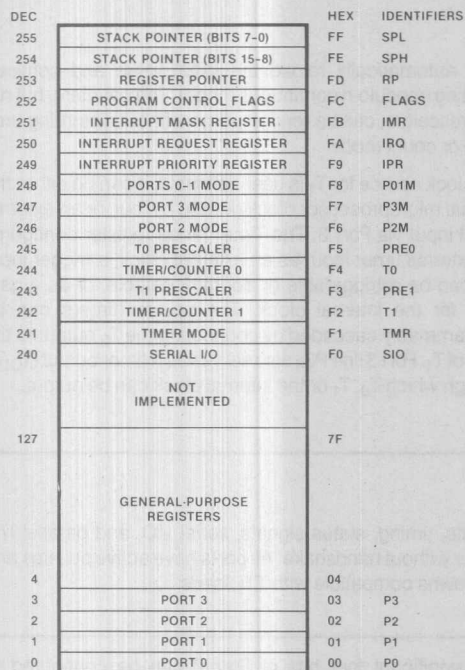 DEC HEX IDENTIFIERS
255 STACK POINTER (BITS 7-0) FF SPL
254 STACK POINTER (BITS 15-8) FE SPH
253 REGISTER POINTER FD RP
252 PROGRAM CONTROL FLAGS FC FLAGS
251 INTERRUPT MASK REGISTER FB IMR
250 INTERRUPT REQUEST REGISTER FA IRQ
249 INTERRUPT PRIORITY REGISTER F9 IPR
248 PORTS 0-1 MODE F8 P01M
247 PORT 3 MODE F7 P3M
246 PORT 2 MODE F6 P2M
245 T0 PRESCALER F5 PRE0
244 TIMER/COUNTER 0 F4 T0
243 T1 PRESCALER F3 PRE1
242 TIMER/COUNTER 1 F2 T1
241 TIMER MODE F1 TMR
240 SERIAL I/O F0 SIO
NOT
IMPLEMENTED
127 7F
GENERAL-PURPOSE
REGISTERS
4 04
3 PORT 3 03 P3
2 PORT 2 02 P2
1 PORT 1 01 P1
0 PORT 0 00 P0